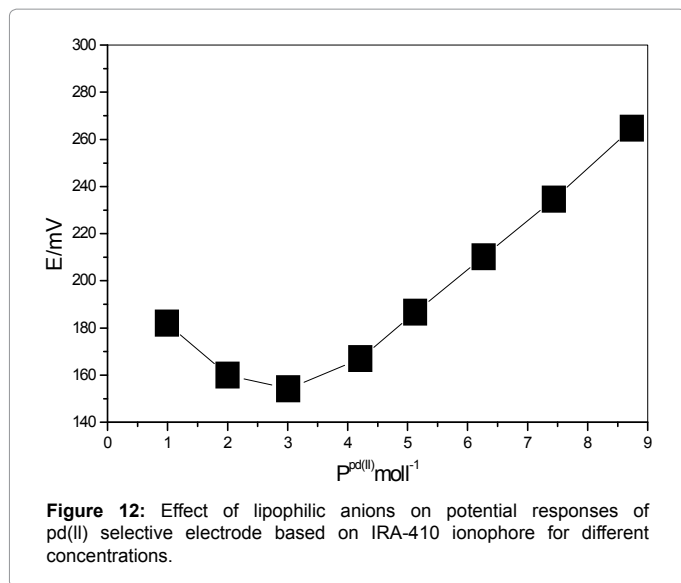 300
280
260
240
220
200
180
160
140
E/mV
0 1 2 3 4 5 6 7 8 9
P^pd(II) moll^-1
Figure 12: Effect of lipophilic anions on potential responses of
pd(II) selective electrode based on IRA-410 ionophore for different
concentrations.